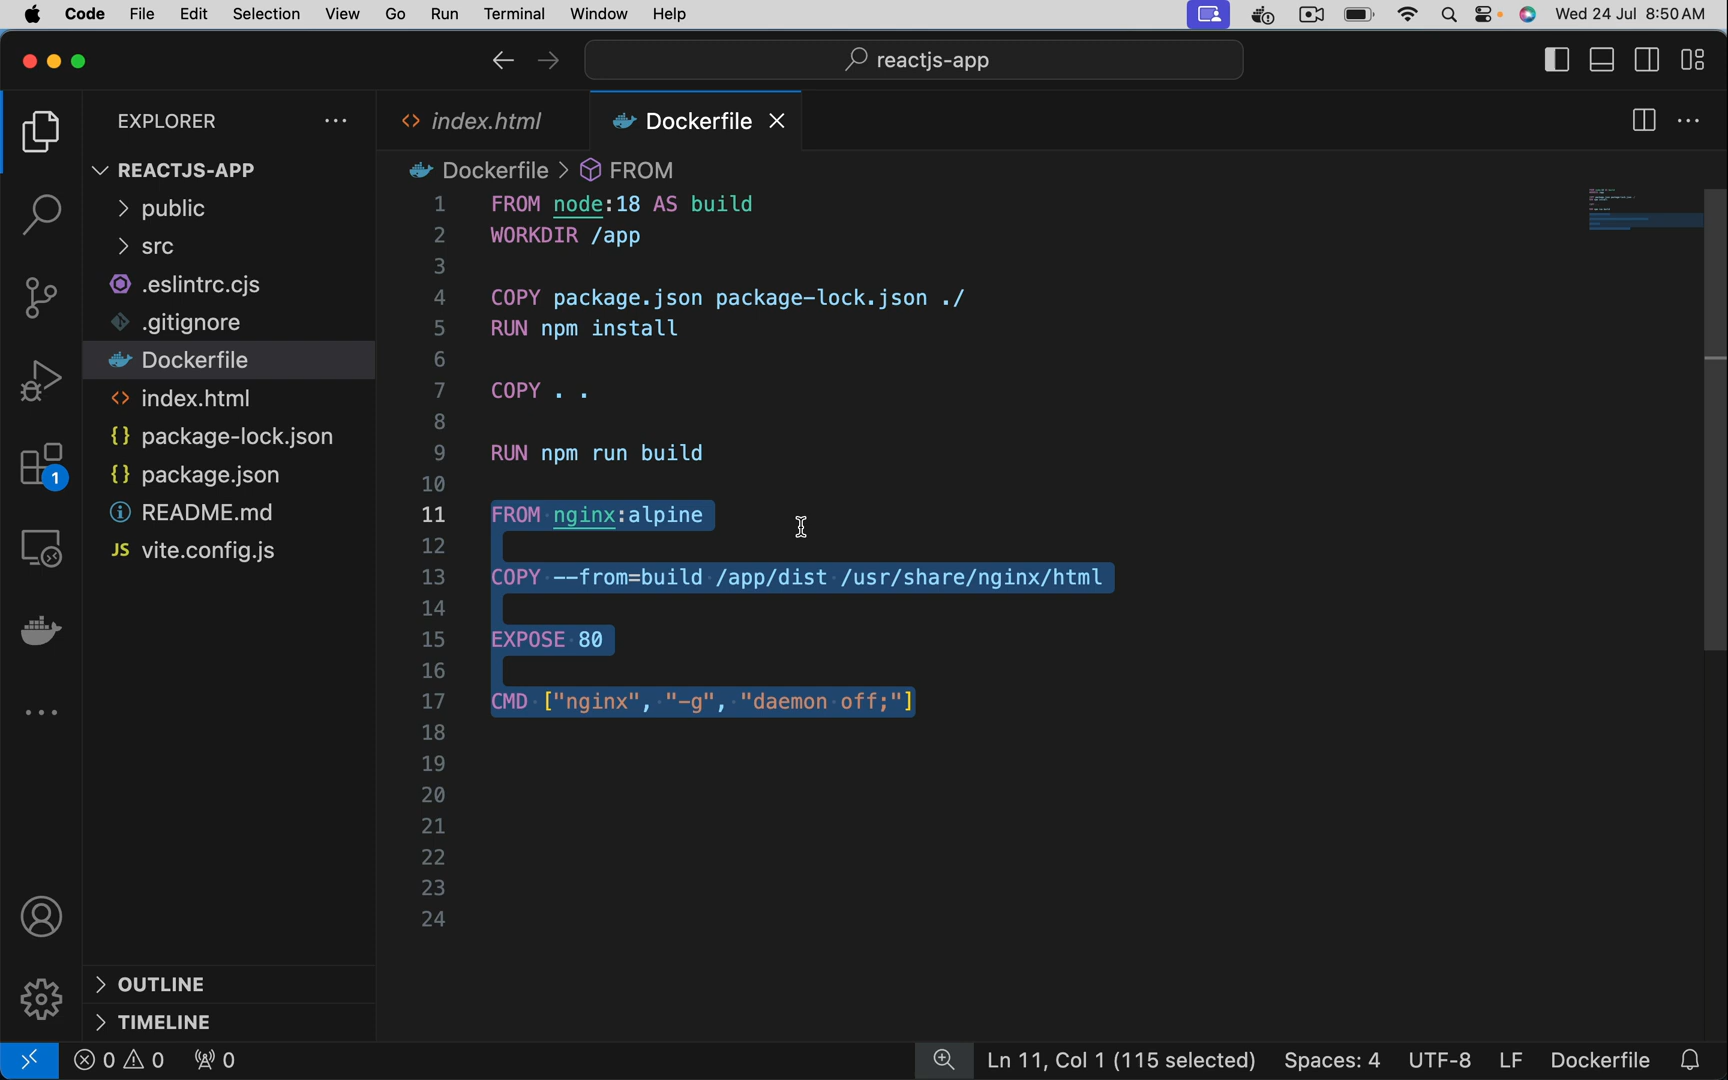 Code File Edit Selection View Go Run Terminal Window Help Wed 24 Jul 8:50 AM
reactjs-app
EXPLORER
index.html
Dockerfile
REACTJS-APP
public
src
.eslintrc.cjs
.gitignore
Dockerfile
index.html
package-lock.json
package.json
README.md
JS vite.config.js
1
OUTLINE
TIMELINE
Dockerfile > FROM
1 FROM node:18 AS build
2 WORKDIR /app
3
4 COPY package.json package-lock.json ./
5 RUN npm install
6
7 COPY . .
8
9 RUN npm run build
10
11 FROM nginx:alpine
12
13 COPY --from=build /app/dist /usr/share/nginx/html
14
15 EXPOSE 80
16
17 CMD ["nginx", "-g", "daemon off;"]
18
19
20
21
22
23
24
0 0 0 Ln 11, Col 1 (115 selected) Spaces: 4 UTF-8 LF Dockerfile